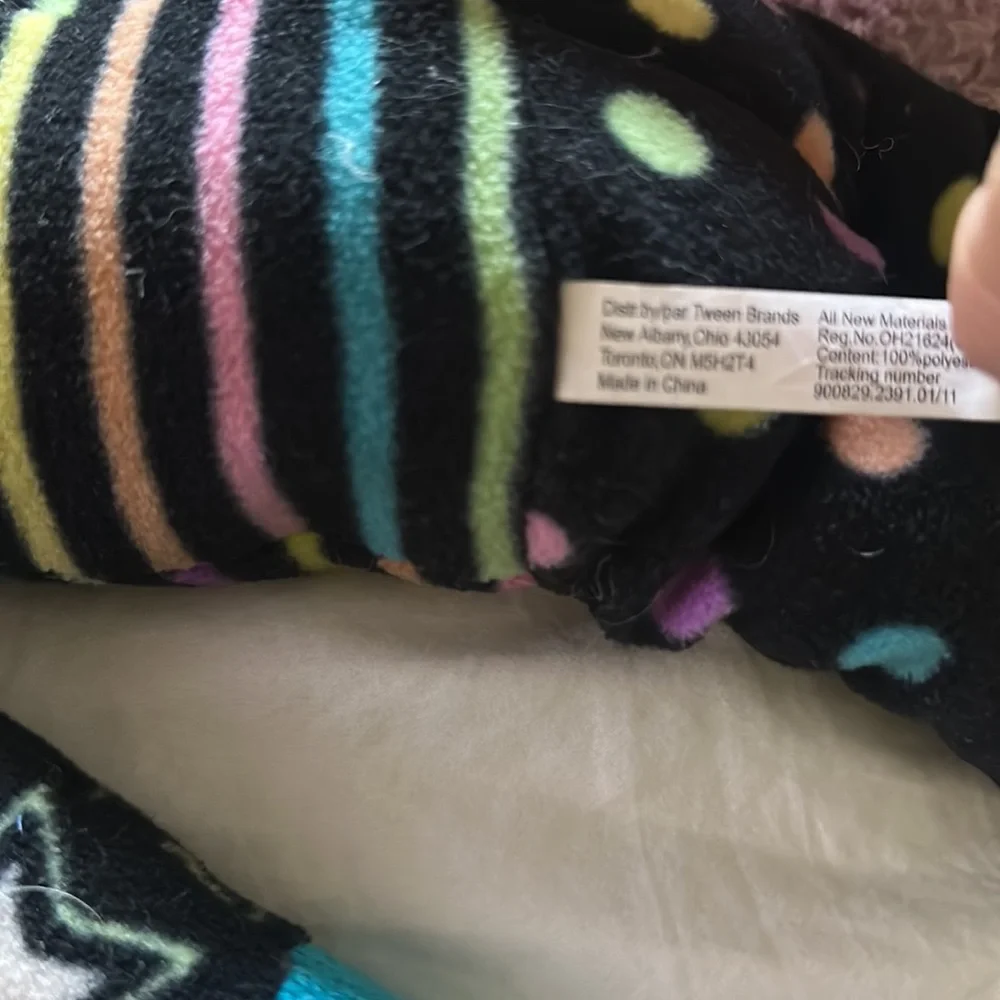 Distr.by/par Tween Brands
New Albany,Ohio 43054
Toronto,ON M5H2T4
Made in China
All New Materials
Reg.No.OH21624
Content:100%polyes
Tracking number
900829.2391.01/11